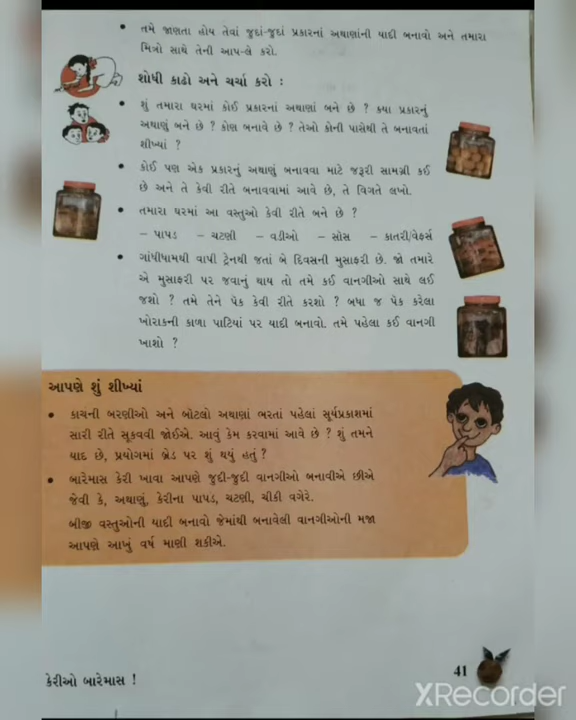 • તમે જાણતા હોય તેવાં જુદાં-જુદાં પ્રકારનાં અથાણાંની યાદી બનાવો અને તમારા
મિત્રો સાથે તેની આપ-લે કરો.
શોધી કાઢો અને ચર્ચા કરો :
• શું તમારા ઘરમાં કોઈ પ્રકારનાં અથાણાં બને છે ? કયા પ્રકારનું
અથાણું બને છે ? કોણ બનાવે છે ? તેઓ કોની પાસેથી તે બનાવતાં
શીખ્યાં ?
• કોઈ પણ એક પ્રકારનું અથાણું બનાવવા માટે જરૂરી સામગ્રી કઈ
છે અને તે કેવી રીતે બનાવવામાં આવે છે, તે વિગતે લખો.
• તમારા ઘરમાં આ વસ્તુઓ કેવી રીતે બને છે ?
– પાપડ – ચટણી – વડીઓ – સૉસ – કાતરી/વેફર્સ
• ગાંધીધામથી વાપી ટ્રેનથી જતાં બે દિવસની મુસાફરી છે. જો તમારે
એ મુસાફરી પર જવાનું થાય તો તમે કઈ વાનગીઓ સાથે લઈ
જશો ? તમે તેને પૅક કેવી રીતે કરશો ? બધા જ પૅક કરેલા
ખોરાકની કાળા પાટિયાં પર યાદી બનાવો. તમે પહેલા કઈ વાનગી
ખાશો ?
આપણે શું શીખ્યાં
• કાચની બરણીઓ અને બોટલો અથાણાં ભરતાં પહેલાં સૂર્યપ્રકાશમાં
સારી રીતે સૂકવવી જોઈએ. આવું કેમ કરવામાં આવે છે ? શું તમને
યાદ છે, પ્રયોગમાં બ્રેડ પર શું થયું હતું ?
• બારેમાસ કેરી ખાવા આપણે જુદી-જુદી વાનગીઓ બનાવીએ છીએ
જેવી કે, અથાણું, કેરીના પાપડ, ચટણી, ચીકી વગેરે.
બીજી વસ્તુઓની યાદી બનાવો જેમાંથી બનાવેલી વાનગીઓની મજા
આપણે આખું વર્ષ માણી શકીએ.
કેરીઓ બારેમાસ !
41
XRecorder